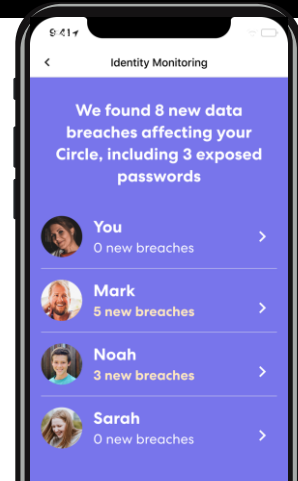 9:41
Identity Monitoring
We found 8 new data
breaches affecting your
Circle, including 3 exposed
passwords
You
0 new breaches
Mark
5 new breaches
Noah
3 new breaches
Sarah
0 new breaches